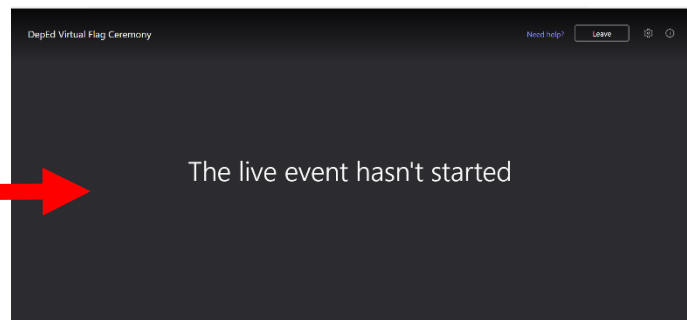 DepEd Virtual Flag Ceremony
Need help? Leave
The live event hasn't started